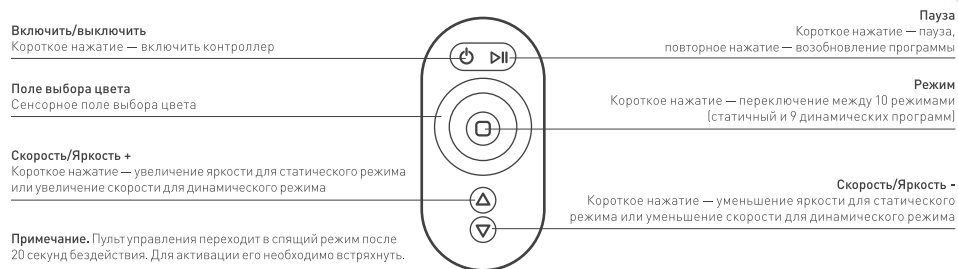 Включить/выключить
Короткое нажатие — включить контроллер
Поле выбора цвета
Сенсорное поле выбора цвета
Скорость/Яркость +
Короткое нажатие — увеличение яркости для статического режима
или увеличение скорости для динамического режима
Примечание. Пульт управления переходит в спящий режим после
20 секунд бездействия. Для активации его необходимо встряхнуть.
Пауза
Короткое нажатие — пауза,
повторное нажатие — возобновление программы
Режим
Короткое нажатие — переключение между 10 режимами
(статичный и 9 динамических программ)
Скорость/Яркость -
Короткое нажатие — уменьшение яркости для статического
режима или уменьшение скорости для динамического режима